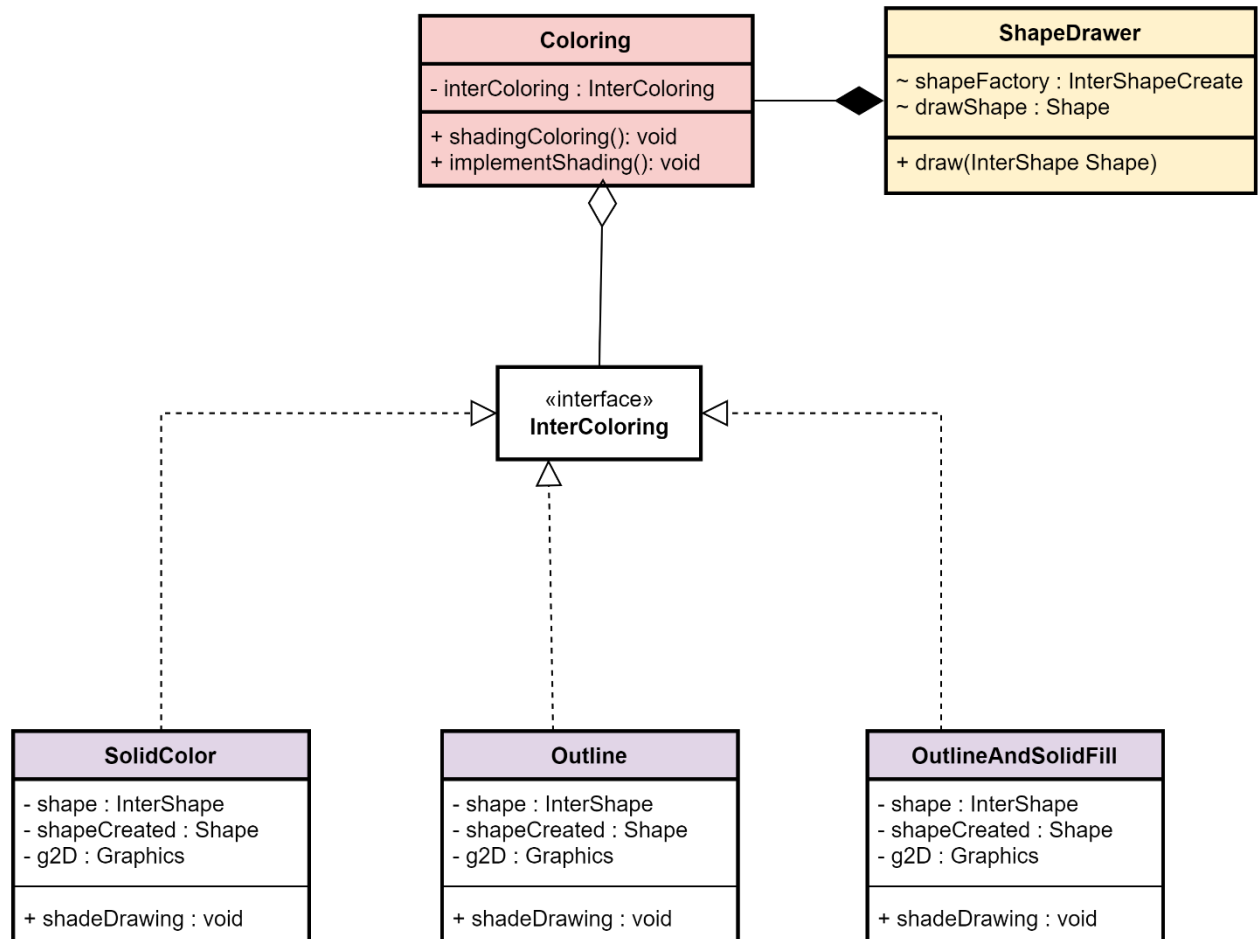 Coloring
- interColoring : InterColoring
+ shadingColoring(): void
+ implementShading(): void
ShapeDrawer
~ shapeFactory : InterShapeCreate
~ drawShape : Shape
+ draw(InterShape Shape)
«interface»
InterColoring
SolidColor
- shape : InterShape
- shapeCreated : Shape
- g2D : Graphics
+ shadeDrawing : void
Outline
- shape : InterShape
- shapeCreated : Shape
- g2D : Graphics
+ shadeDrawing : void
OutlineAndSolidFill
- shape : InterShape
- shapeCreated : Shape
- g2D : Graphics
+ shadeDrawing : void